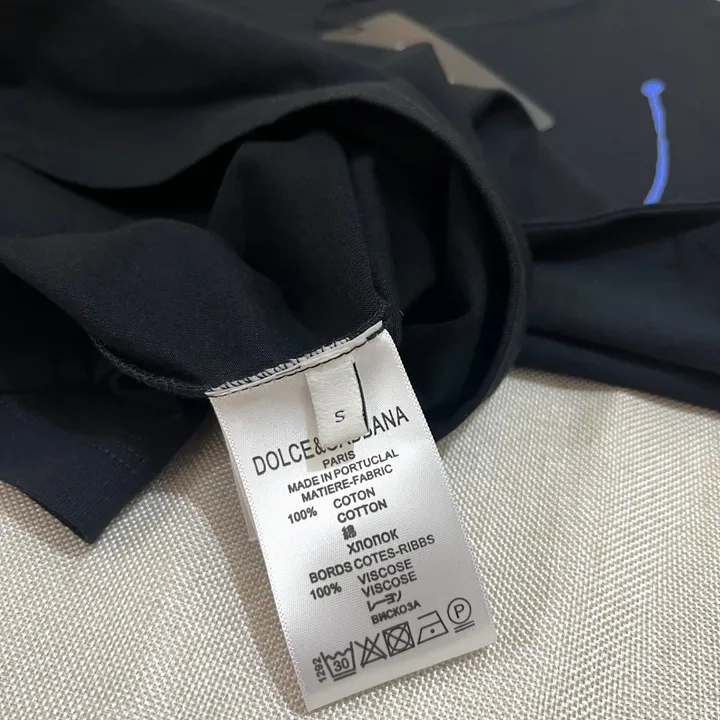 S
DOLCE&GABBANA
PARIS
MADE IN PORTUCLAL
MATIERE-FABRIC
100% COTON
COTTON
綿
ХЛОПОК
BORDS COTES-RIBBS
100% VISCOSE
VISCOSE
レーヨン
ВИСКОЗА
1292 30 P